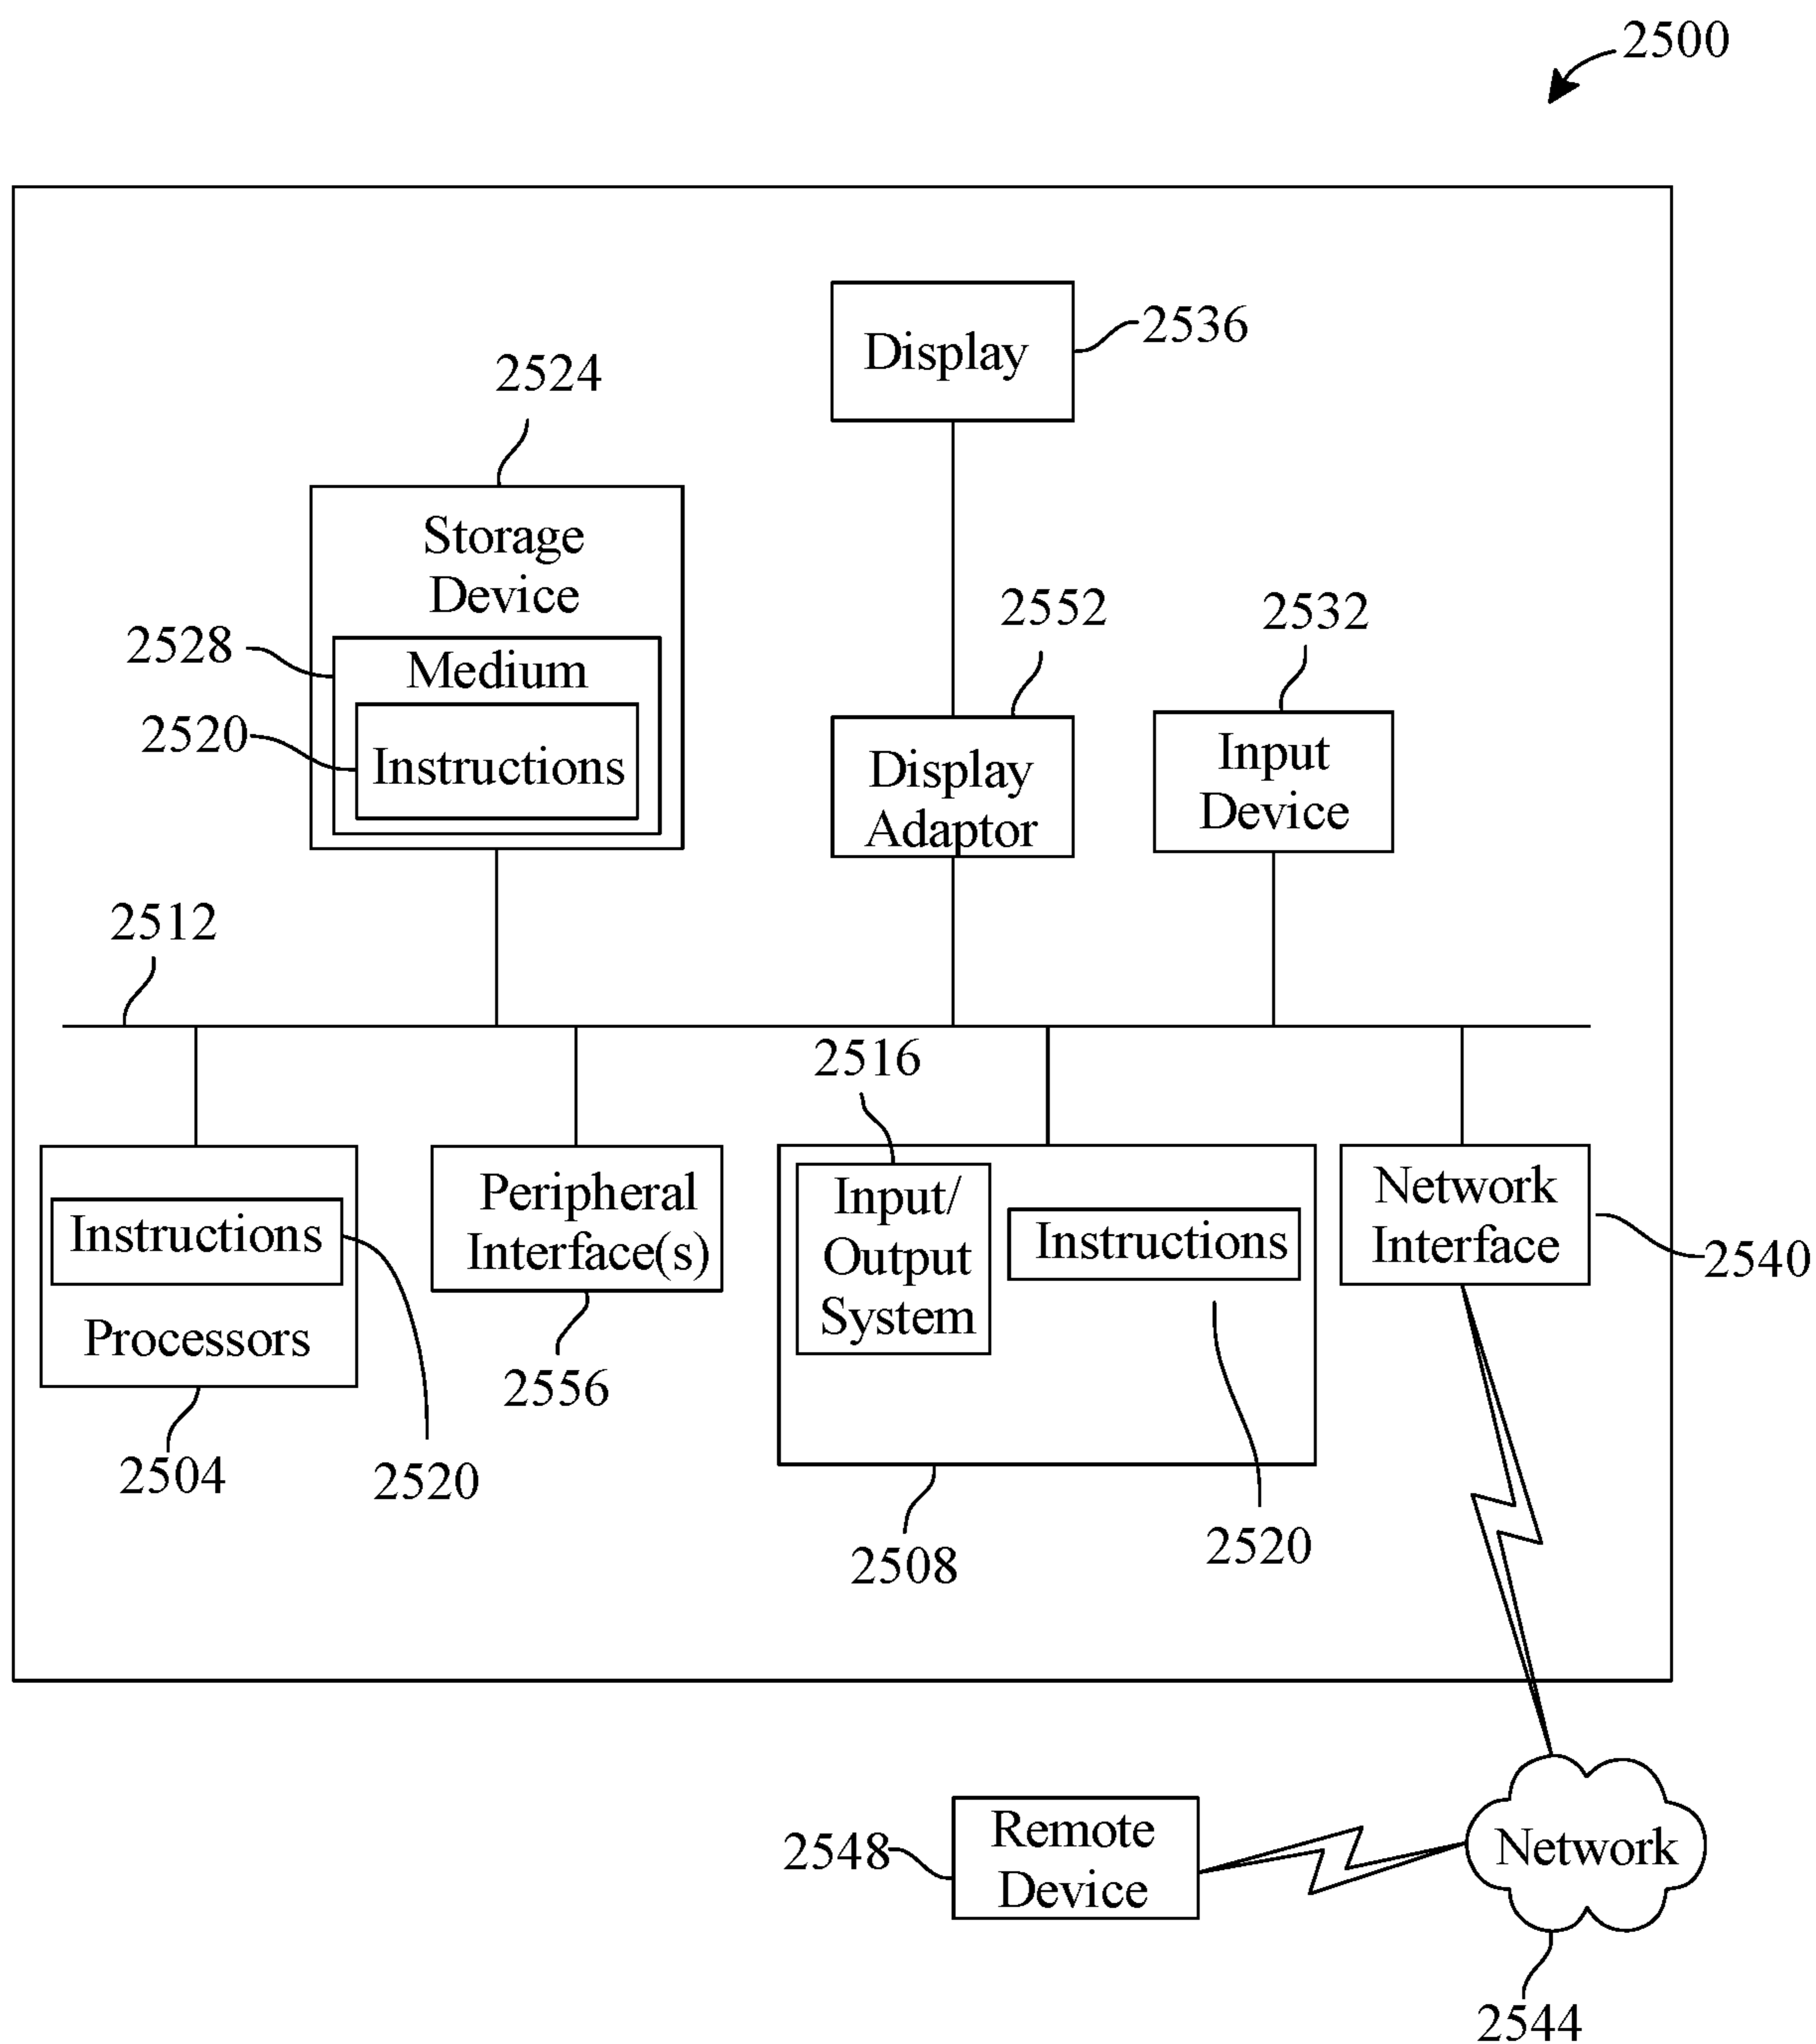 2500
Display
2536
2524
Storage
Device
2528
Medium
2520
Instructions
2552
Display
Adaptor
2532
Input
Device
2512
2516
Instructions
Processors
2504
2520
Peripheral
Interface(s)
2556
Input/
Output
System
Instructions
2508
2520
Network
Interface
2540
2548
Remote
Device
Network
2544